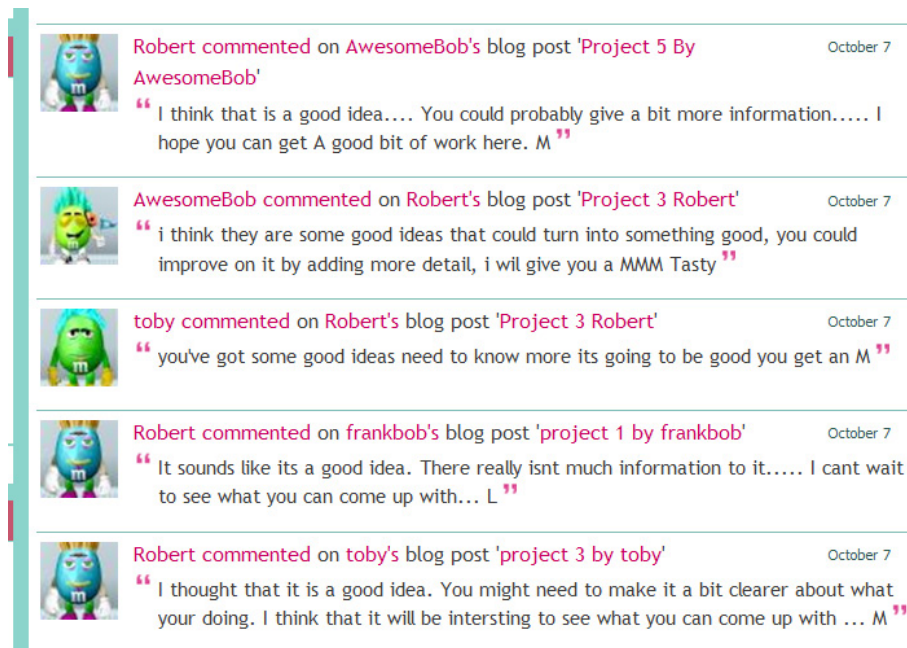 Robert commented on AwesomeBob's blog post 'Project 5 By October 7
AwesomeBob'
“ I think that is a good idea.... You could probably give a bit more information..... I
hope you can get A good bit of work here. M ”
AwesomeBob commented on Robert's blog post 'Project 3 Robert' October 7
“ i think they are some good ideas that could turn into something good, you could
improve on it by adding more detail, i wil give you a MMM Tasty ”
toby commented on Robert's blog post 'Project 3 Robert' October 7
“ you've got some good ideas need to know more its going to be good you get an M ”
Robert commented on frankbob's blog post 'project 1 by frankbob' October 7
“ It sounds like its a good idea. There really isnt much information to it..... I cant wait
to see what you can come up with... L ”
Robert commented on toby's blog post 'project 3 by toby' October 7
“ I thought that it is a good idea. You might need to make it a bit clearer about what
your doing. I think that it will be intersting to see what you can come up with ... M ”
m
m
m
m
m